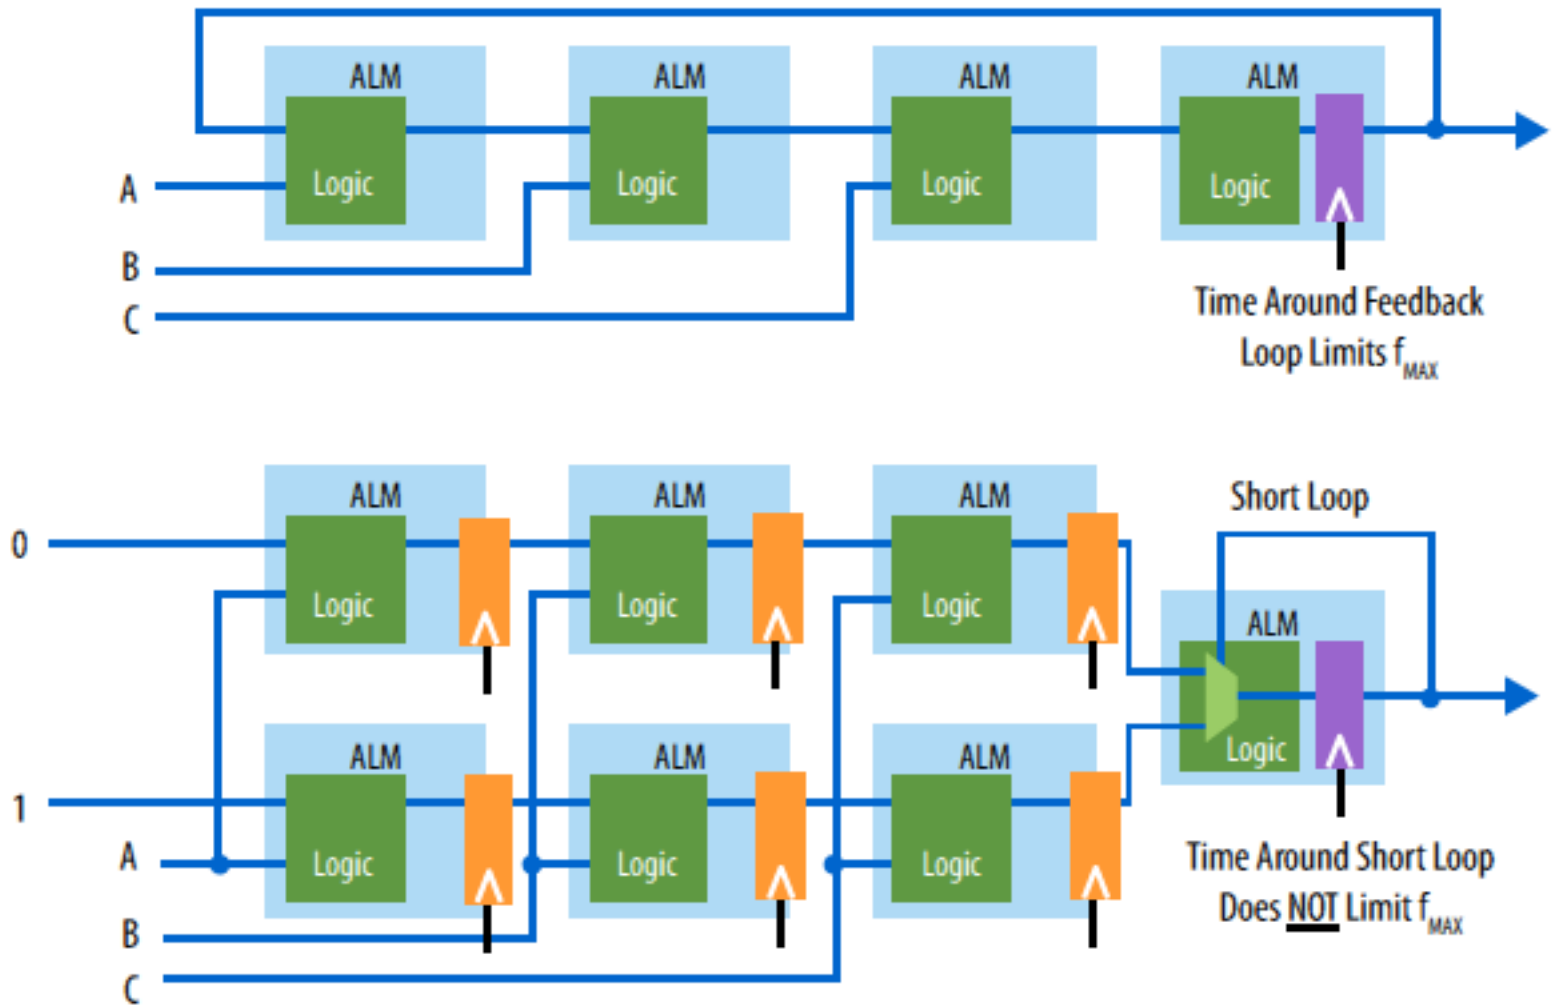 ALM ALM ALM ALM
Logic Logic Logic Logic
A
B
C
Time Around Feedback
Loop Limits fMAX
ALM ALM ALM
Short Loop
0
Logic Logic Logic
ALM
Logic
ALM ALM ALM
1
A
Logic Logic Logic
B
C
Time Around Short Loop
Does NOT Limit fMAX